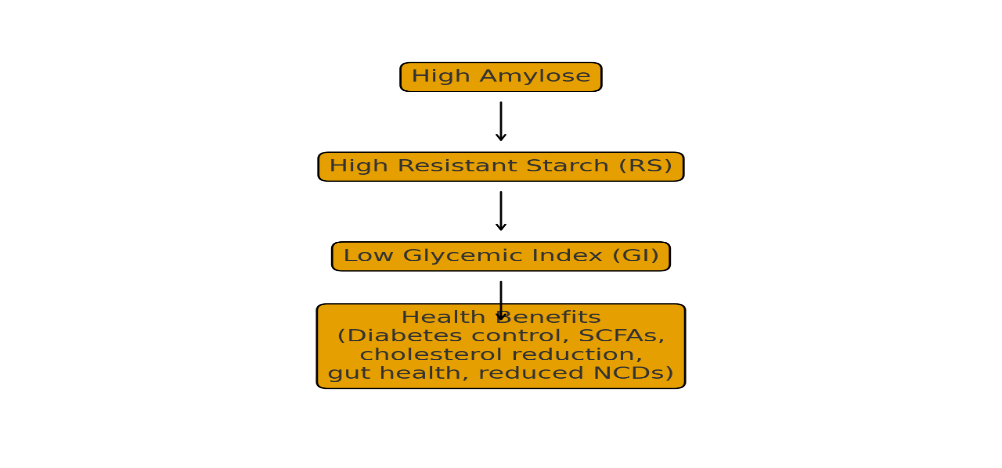 High Amylose
High Resistant Starch (RS)
Low Glycemic Index (GI)
Health Benefits
(Diabetes control, SCFAs,
cholesterol reduction,
gut health, reduced NCDs)